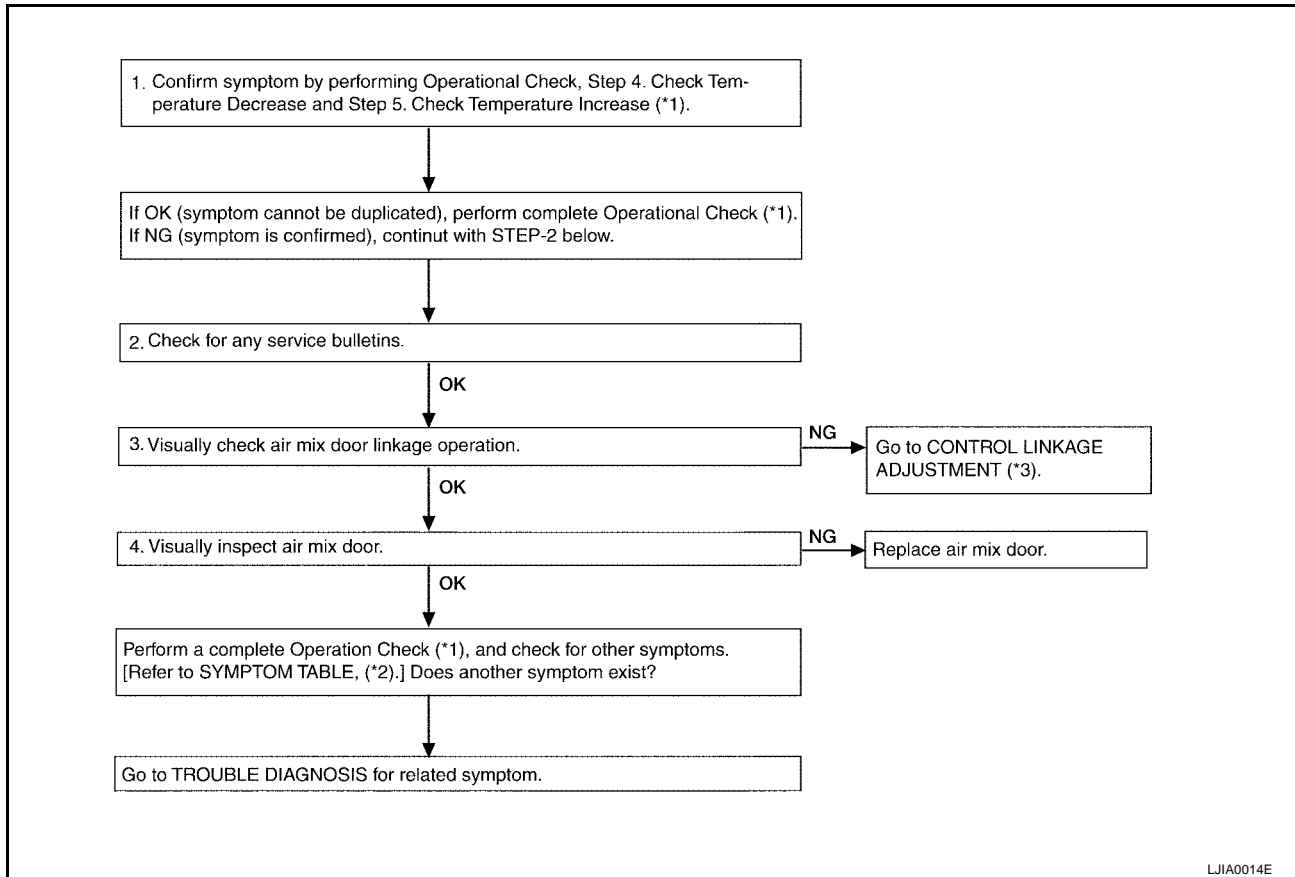 1. Confirm symptom by performing Operational Check, Step 4. Check Tem-
perature Decrease and Step 5. Check Temperature Increase (*1).
If OK (symptom cannot be duplicated), perform complete Operational Check (*1).
If NG (symptom is confirmed), continut with STEP-2 below.
2. Check for any service bulletins.
OK
3. Visually check air mix door linkage operation.
NG
Go to CONTROL LINKAGE
ADJUSTMENT (*3).
OK
4. Visually inspect air mix door.
NG
Replace air mix door.
OK
Perform a complete Operation Check (*1), and check for other symptoms.
[Refer to SYMPTOM TABLE, (*2).] Does another symptom exist?
Go to TROUBLE DIAGNOSIS for related symptom.
LJIA0014E